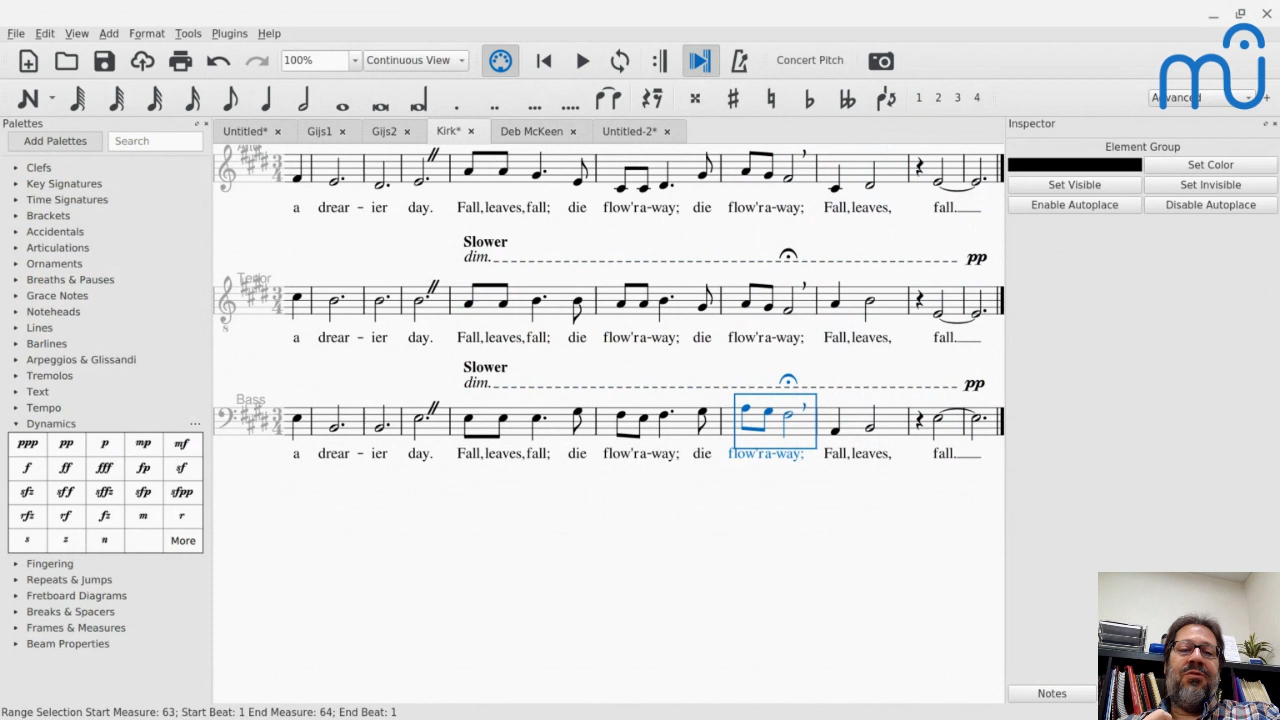 File Edit View Add Format Tools Plugins Help
100% Continuous View Concert Pitch
1 2 3 4 Advanced +
Palettes
Add Palettes Search
Clefs
Key Signatures
Time Signatures
Brackets
Accidentals
Articulations
Ornaments
Breaths & Pauses
Grace Notes
Noteheads
Lines
Barlines
Arpeggios & Glissandi
Tremolos
Text
Tempo
Dynamics ...
ppp pp p mp mf
f ff fff fp sf
sfz sff sffz sfp sfpp
rfz rf fz m r
s z n More
Fingering
Repeats & Jumps
Fretboard Diagrams
Breaks & Spacers
Frames & Measures
Beam Properties
Untitled* Gijs1 Gijs2 Kirk* Deb McKeen Untitled-2*
3 4
a drear - ier day. Fall, leaves, fall; die flow'r a-way; die flow'r a-way; Fall, leaves, fall.
Slower
dim. pp
Tenor
3 4
8
a drear - ier day. Fall, leaves, fall; die flow'r a-way; die flow'r a-way; Fall, leaves, fall.
Slower
dim. pp
Bass
3 4
a drear - ier day. Fall, leaves, fall; die flow'r a-way; die flow'r a-way; Fall, leaves, fall.
Inspector
Element Group
Set Color
Set Visible Set Invisible
Enable Autoplace Disable Autoplace
Notes
Range Selection Start Measure: 63; Start Beat: 1 End Measure: 64; End Beat: 1